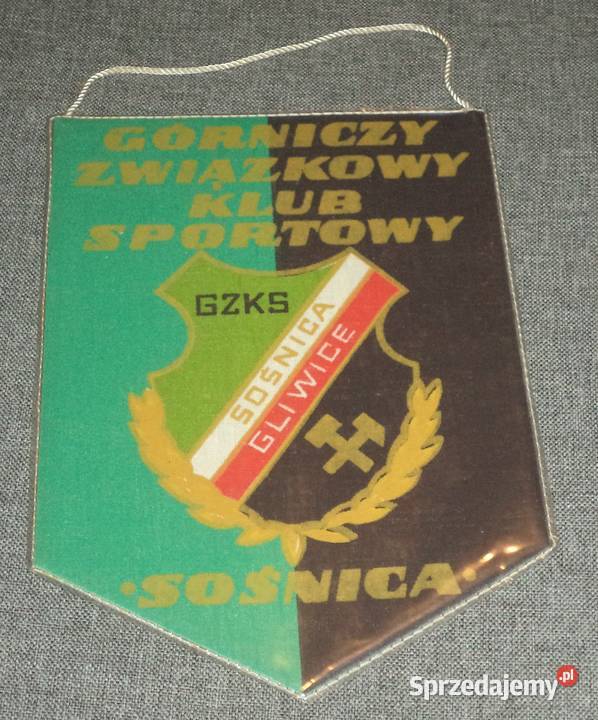 GÓRNICZY
ZWIĄZKOWY
KLUB
SPORTOWY
GZKS
SOŚNICA
GLIWICE
•SOŚNICA•
Sprzedajemy.pl